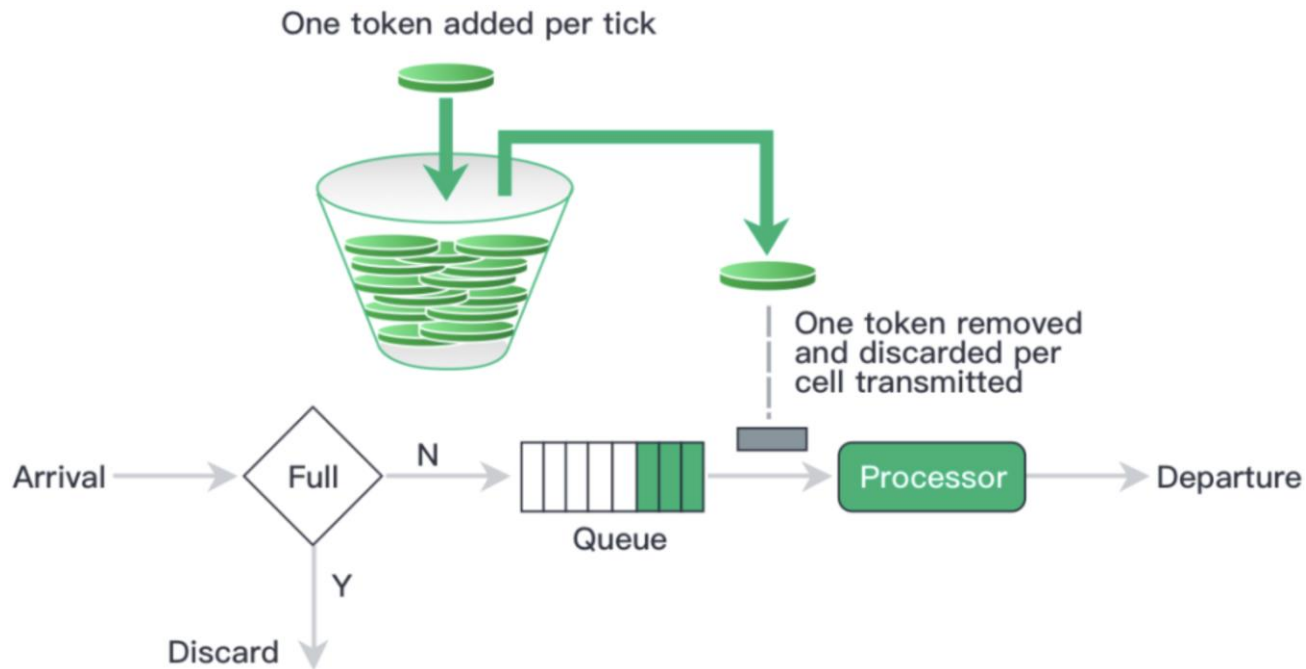 One token added per tick
One token removed
and discarded per
cell transmitted
Arrival
Full
N
Queue
Processor
Departure
Y
Discard